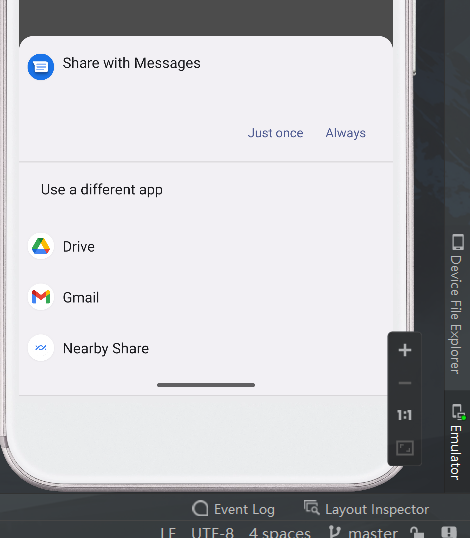 Share with Messages
Just once
Always
Use a different app
Drive
Gmail
Nearby Share
Device File Explorer
1:1
Emulator
Event Log
Layout Inspector
LF
UTF-8
4 spaces
master